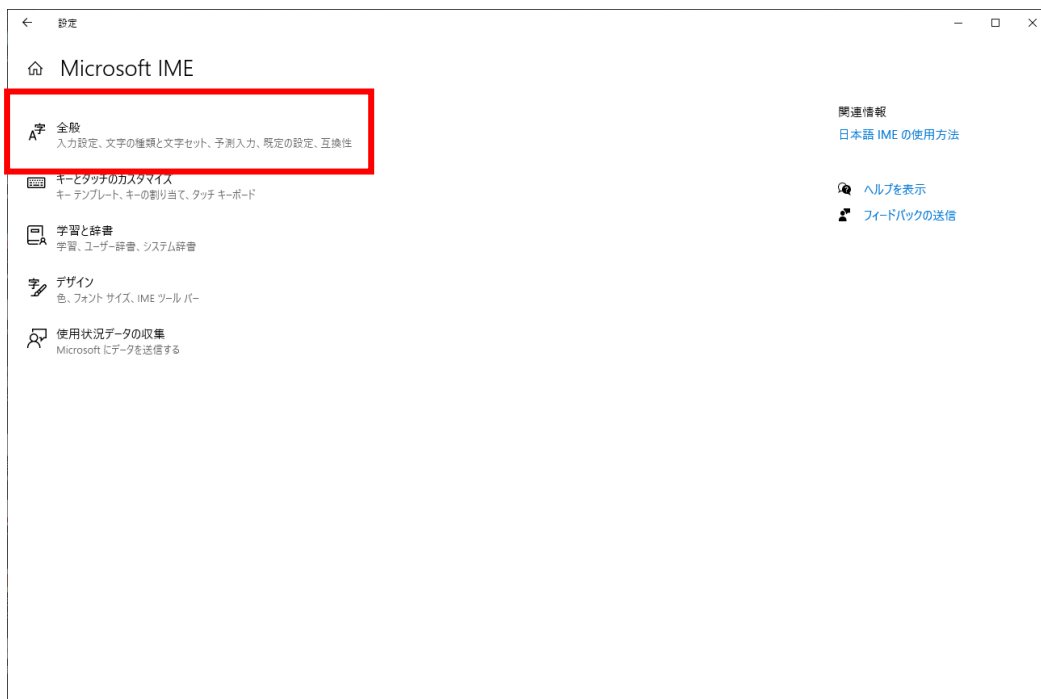 設定
Microsoft IME
全般
入力設定、文字の種類と文字セット、予測入力、既定の設定、互換性
キーとタッチのカスタマイズ
キー テンプレート、キーの割り当て、タッチ キーボード
学習と辞書
学習、ユーザー辞書、システム辞書
デザイン
色、フォント サイズ、IME ツール バー
使用状況データの収集
Microsoft にデータを送信する
関連情報
日本語 IME の使用方法
ヘルプを表示
フィードバックの送信